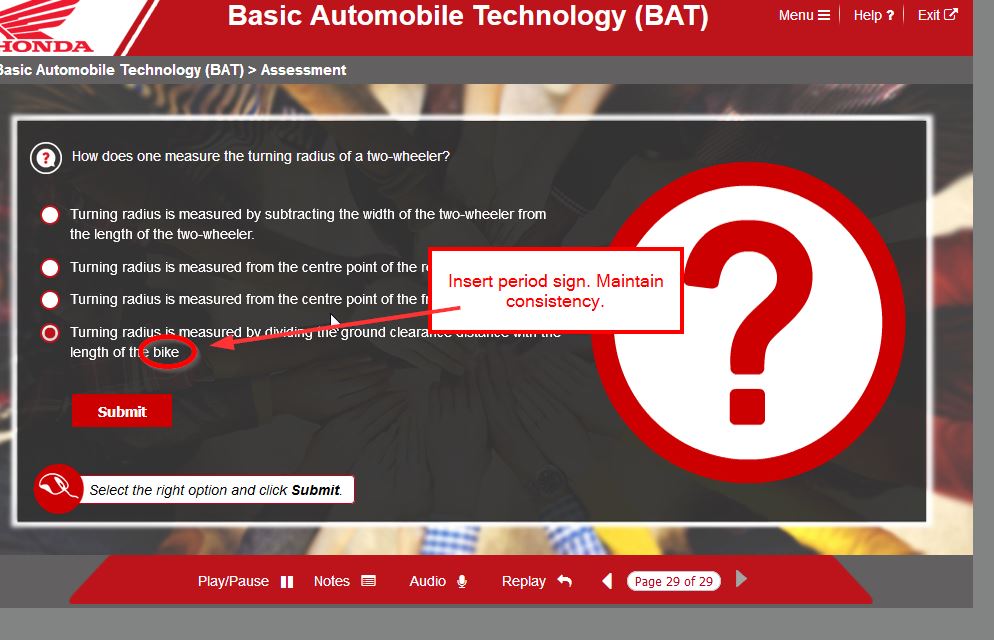 Basic Automobile Technology (BAT)
Menu Help ? Exit
HONDA
Basic Automobile Technology (BAT) > Assessment
How does one measure the turning radius of a two-wheeler?
Turning radius is measured by subtracting the width of the two-wheeler from
the length of the two-wheeler.
Turning radius is measured from the centre point of the
Turning radius is measured from the centre point of the
Insert period sign. Maintain
consistency.
Turning radius is measured by dividing the ground clearance distance with the
length of the bike
Submit
Select the right option and click Submit.
Play/Pause Notes Audio Replay Page 29 of 29